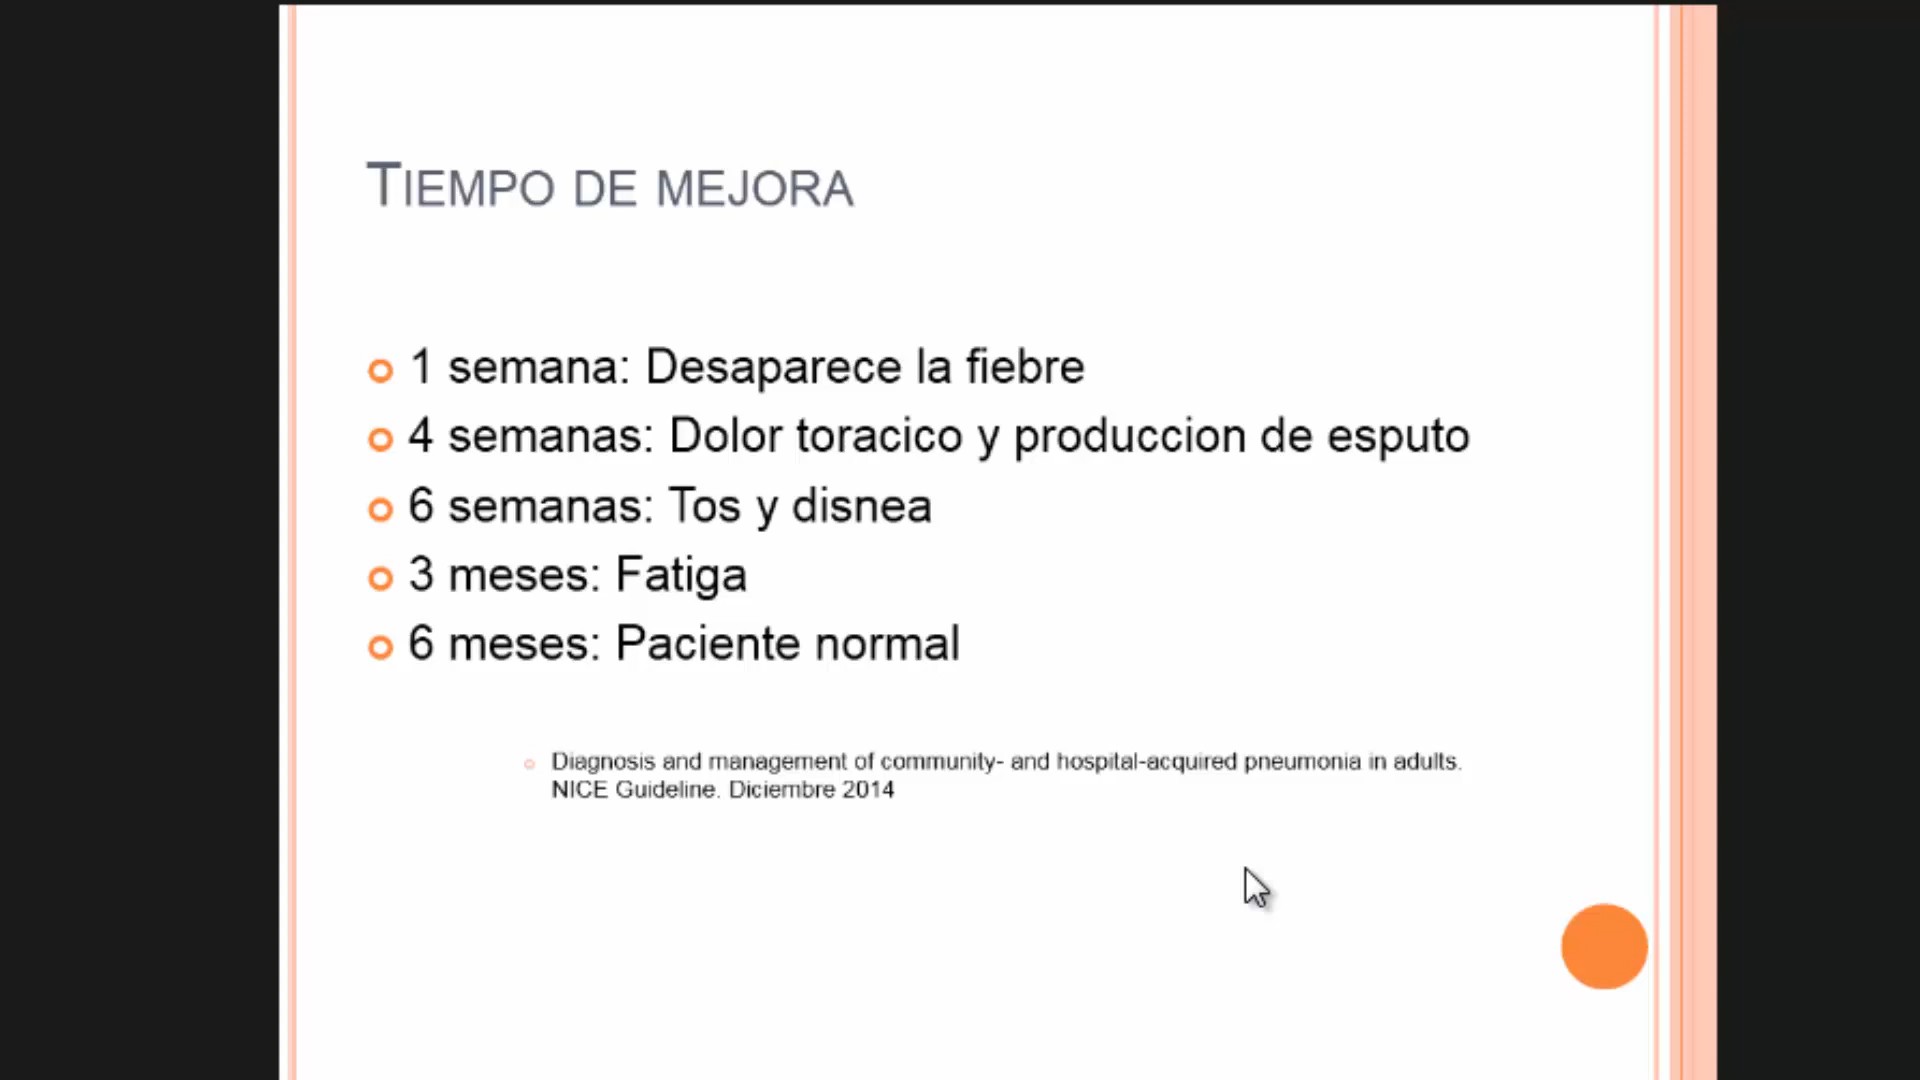 TIEMPO DE MEJORA
1 semana: Desaparece la fiebre
4 semanas: Dolor toracico y produccion de esputo
6 semanas: Tos y disnea
3 meses: Fatiga
6 meses: Paciente normal
Diagnosis and management of community- and hospital-acquired pneumonia in adults.
NICE Guideline. Diciembre 2014